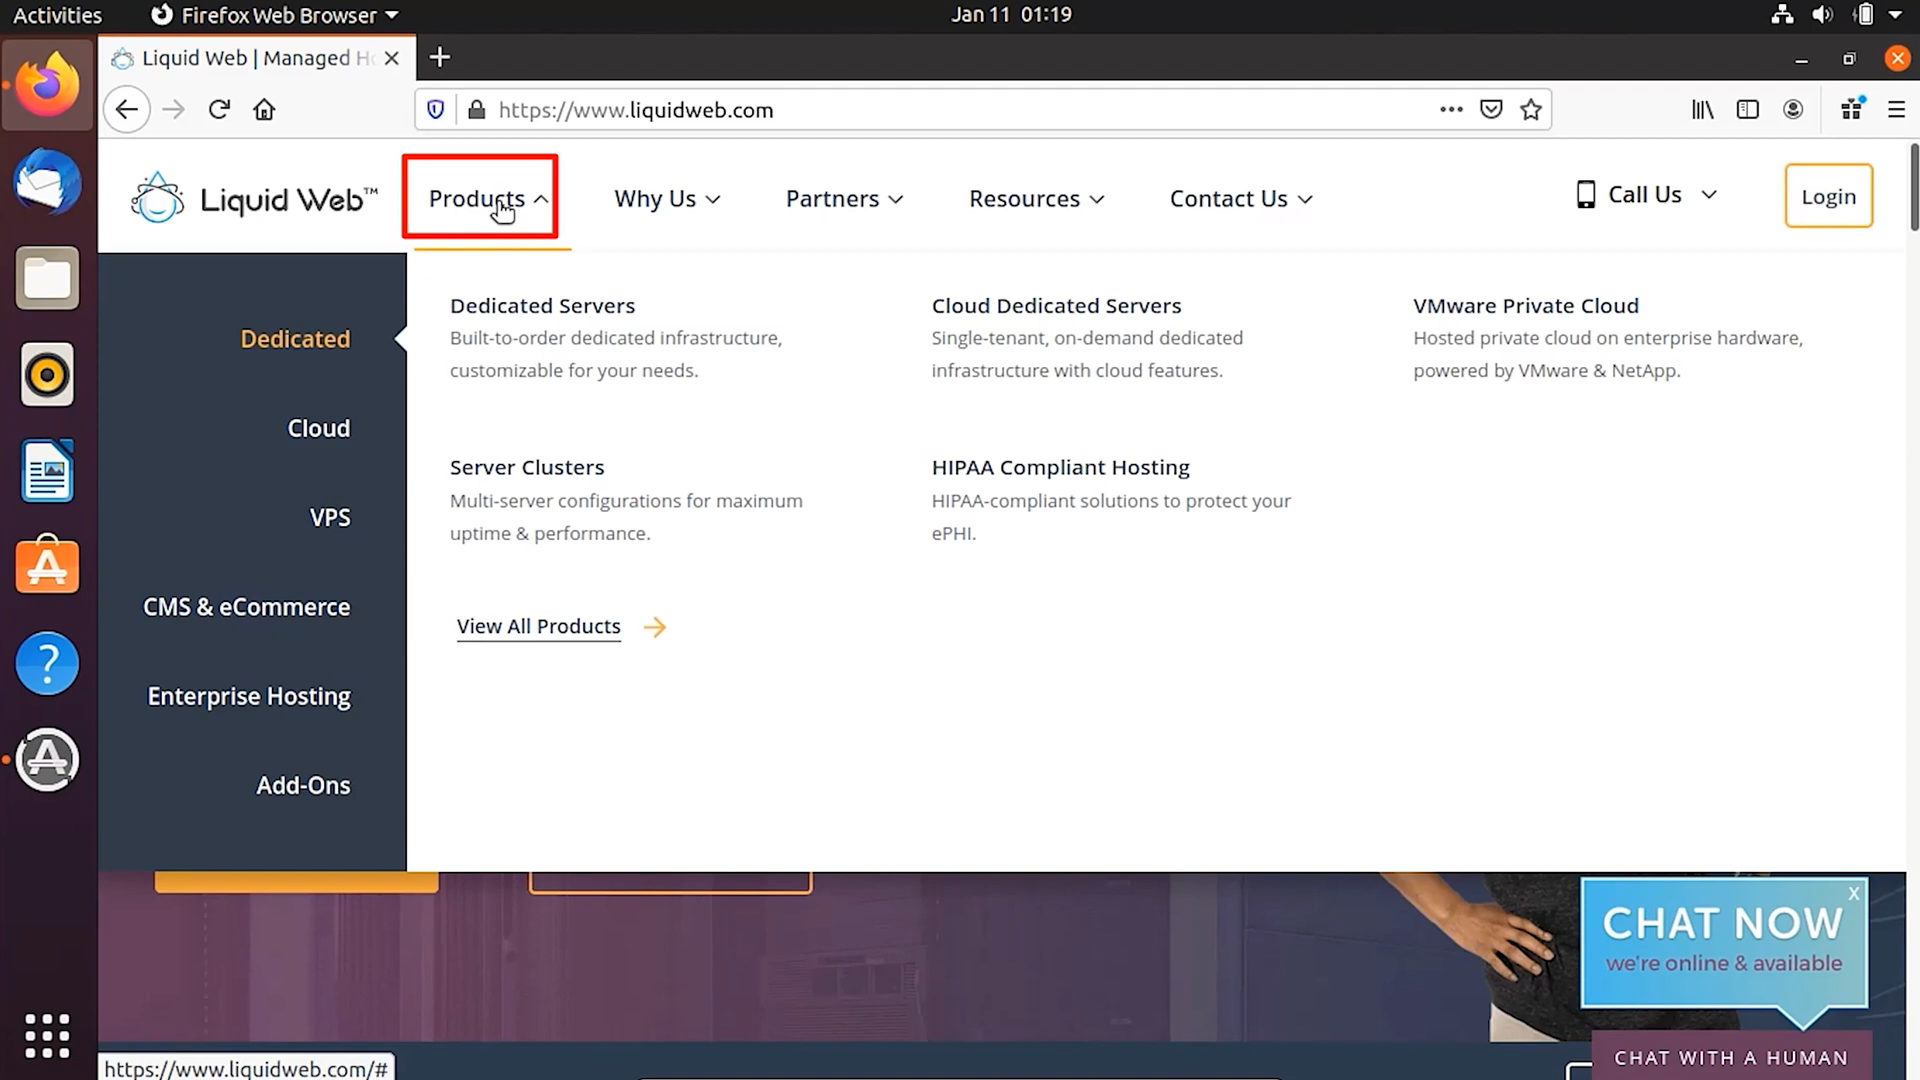 Activities
Firefox Web Browser
Jan 11 01:19
Liquid Web | Managed Ho
https://www.liquidweb.com
Liquid Web™
Products
Why Us
Partners
Resources
Contact Us
Call Us
Login
Dedicated
Cloud
VPS
CMS & eCommerce
Enterprise Hosting
Add-Ons
Dedicated Servers
Built-to-order dedicated infrastructure,
customizable for your needs.
Cloud Dedicated Servers
Single-tenant, on-demand dedicated
infrastructure with cloud features.
VMware Private Cloud
Hosted private cloud on enterprise hardware,
powered by VMware & NetApp.
Server Clusters
Multi-server configurations for maximum
uptime & performance.
HIPAA Compliant Hosting
HIPAA-compliant solutions to protect your
ePHI.
View All Products
X
CHAT NOW
we're online & available
CHAT WITH A HUMAN
https://www.liquidweb.com/#